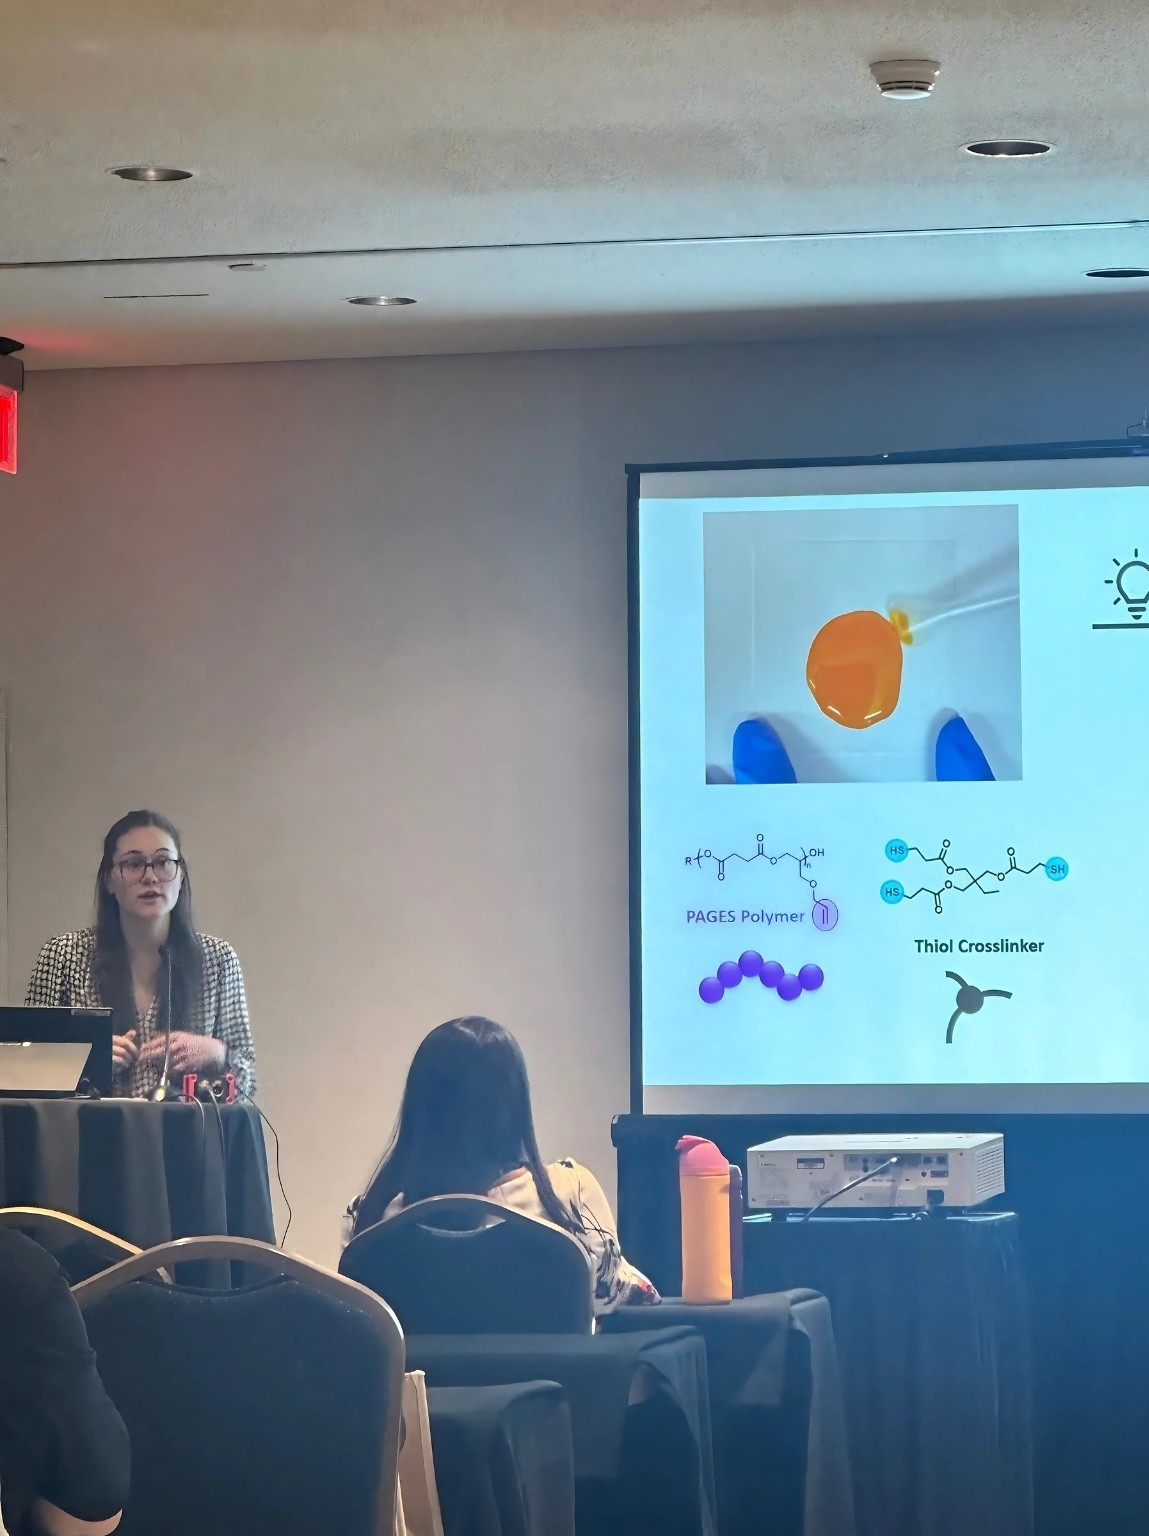 R O O O O OH
n
O O
PAGES Polymer
HS O O SH
HS O O O
O
Thiol Crosslinker